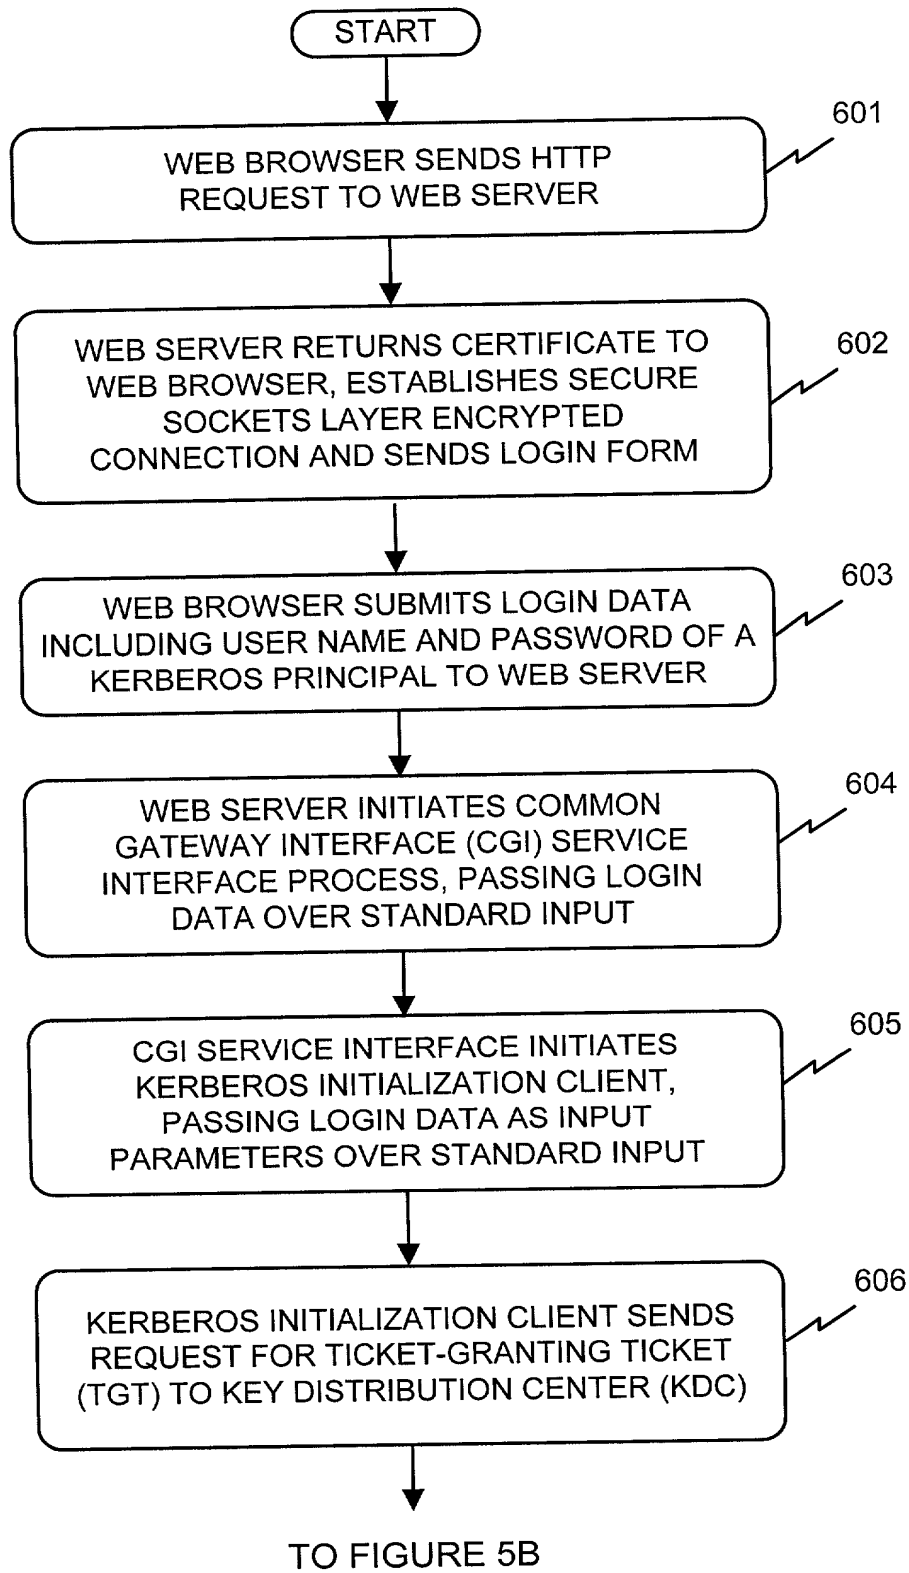 START
601
WEB BROWSER SENDS HTTP
REQUEST TO WEB SERVER
602
WEB SERVER RETURNS CERTIFICATE TO
WEB BROWSER, ESTABLISHES SECURE
SOCKETS LAYER ENCRYPTED
CONNECTION AND SENDS LOGIN FORM
603
WEB BROWSER SUBMITS LOGIN DATA
INCLUDING USER NAME AND PASSWORD OF A
KERBEROS PRINCIPAL TO WEB SERVER
604
WEB SERVER INITIATES COMMON
GATEWAY INTERFACE (CGI) SERVICE
INTERFACE PROCESS, PASSING LOGIN
DATA OVER STANDARD INPUT
605
CGI SERVICE INTERFACE INITIATES
KERBEROS INITIALIZATION CLIENT,
PASSING LOGIN DATA AS INPUT
PARAMETERS OVER STANDARD INPUT
606
KERBEROS INITIALIZATION CLIENT SENDS
REQUEST FOR TICKET-GRANTING TICKET
(TGT) TO KEY DISTRIBUTION CENTER (KDC)
TO FIGURE 5B